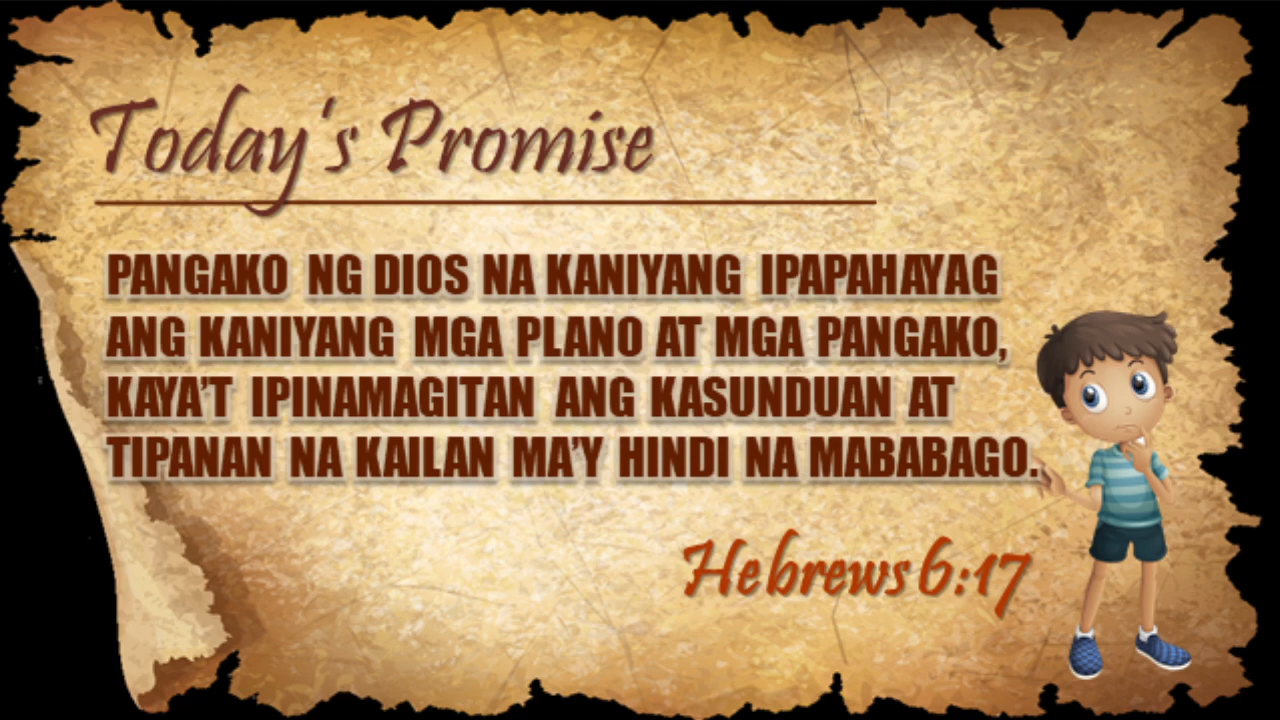 Today's Promise
PANGAKO NG DIOS NA KANIYANG IPAPAHAYAG
ANG KANIYANG MGA PLANO AT MGA PANGAKO,
KAYA’T IPINAMAGITAN ANG KASUNDUAN AT
TIPANAN NA KAILAN MA’Y HINDI NA MABABAGO.
Hebrews 6:17